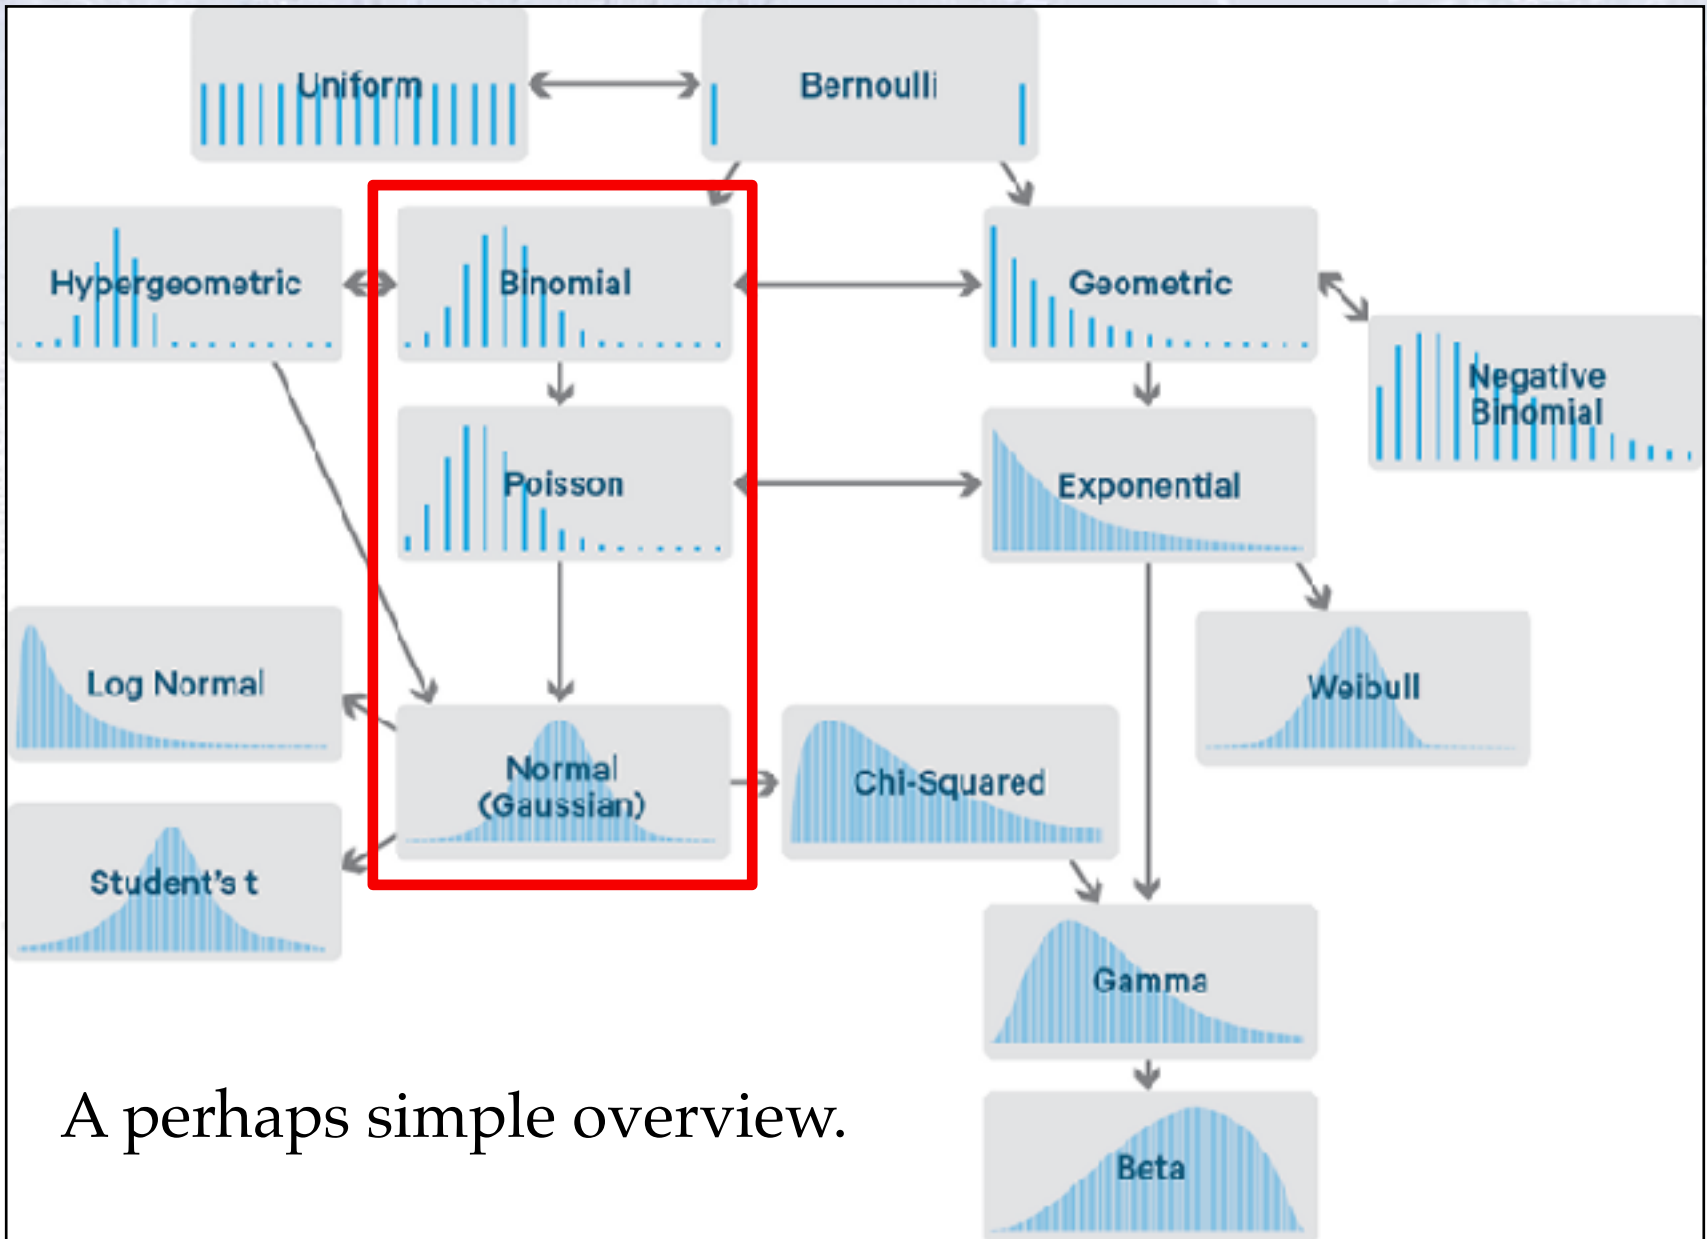 Uniform
Bernoulli
Hypergeometric
Binomial
Geometric
Negative
Binomial
Poisson
Exponential
Log Normal
Weibull
Normal
(Gaussian)
Chi-Squared
Student's t
Gamma
A perhaps simple overview.
Beta